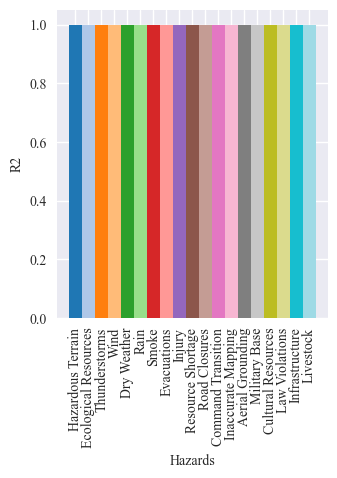 1.0
0.8
0.6
0.4
0.2
0.0
R2
Hazardous Terrain
Ecological Resources
Thunderstorms
Wind
Dry Weather
Rain
Smoke
Evacuations
Injury
Resource Shortage
Road Closures
Command Transition
Inaccurate Mapping
Aerial Grounding
Military Base
Cultural Resources
Law Violations
Infrastructure
Livestock
Hazards